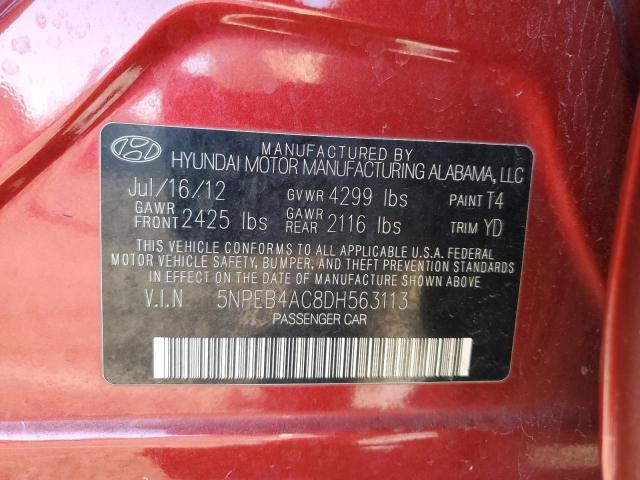 MANUFACTURED BY
HYUNDAI MOTOR MANUFACTURING ALABAMA, LLC
Jul/16/12 GVWR 4299 lbs PAINT T4
GAWR FRONT 2425 lbs GAWR REAR 2116 lbs TRIM YD
THIS VEHICLE CONFORMS TO ALL APPLICABLE U.S.A. FEDERAL
MOTOR VEHICLE SAFETY, BUMPER, AND THEFT PREVENTION STANDARDS
IN EFFECT ON THE DATE OF MANUFACTURE SHOWN ABOVE.
V.I.N 5NPEB4AC8DH563113
PASSENGER CAR